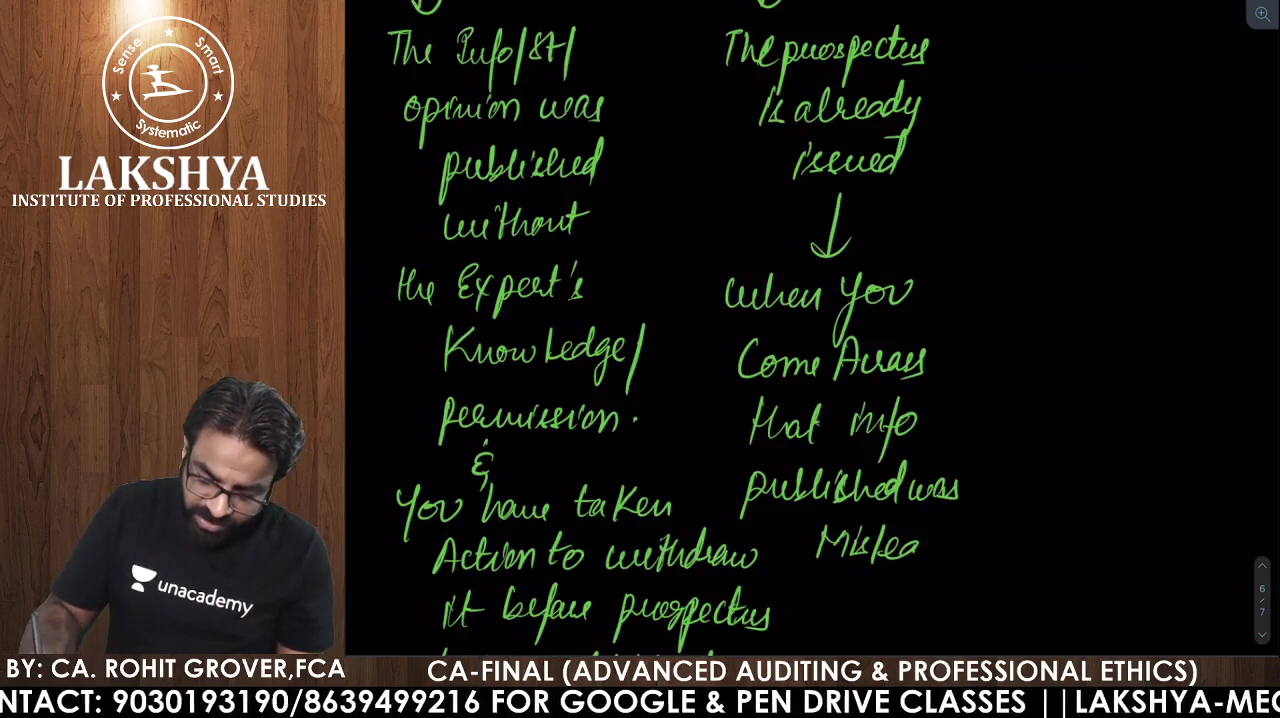 Sense
Smart
Systematic
LAKSHYA
INSTITUTE OF PROFESSIONAL STUDIES
unacademy
The Info/St/
opinion was
published
without
the Expert's
Knowledge/
permission.
&
You have taken
Action to withdraw
it before prospectus
The prospectus
is already
issued
When You
Come Across
that info
published was
Mislea
6
/
7
BY: CA. ROHIT GROVER,FCA
CA-FINAL (ADVANCED AUDITING & PROFESSIONAL ETHICS)
NTACT: 9030193190/8639499216 FOR GOOGLE & PEN DRIVE CLASSES ||LAKSHYA-MEC